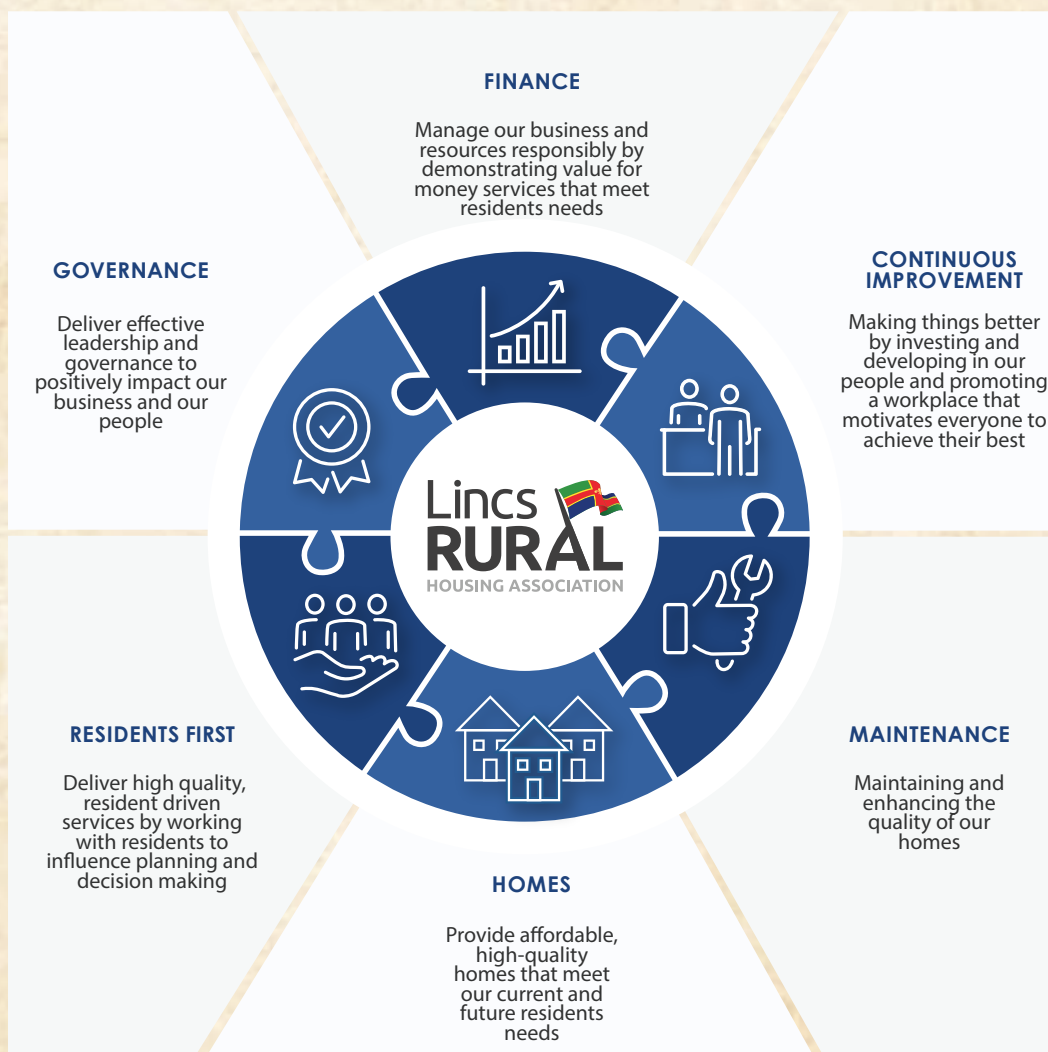 FINANCE
Manage our business and
resources responsibly by
demonstrating value for
money services that meet
residents needs
GOVERNANCE
Deliver effective
leadership and
governance to
positively impact our
business and our
people
CONTINUOUS
IMPROVEMENT
Making things better
by investing and
developing in our
people and promoting
a workplace that
motivates everyone to
achieve their best
Lincs
RURAL
HOUSING ASSOCIATION
RESIDENTS FIRST
Deliver high quality,
resident driven
services by working
with residents to
influence planning and
decision making
MAINTENANCE
Maintaining and
enhancing the
quality of our
homes
HOMES
Provide affordable,
high-quality
homes that meet
our current and
future residents
needs